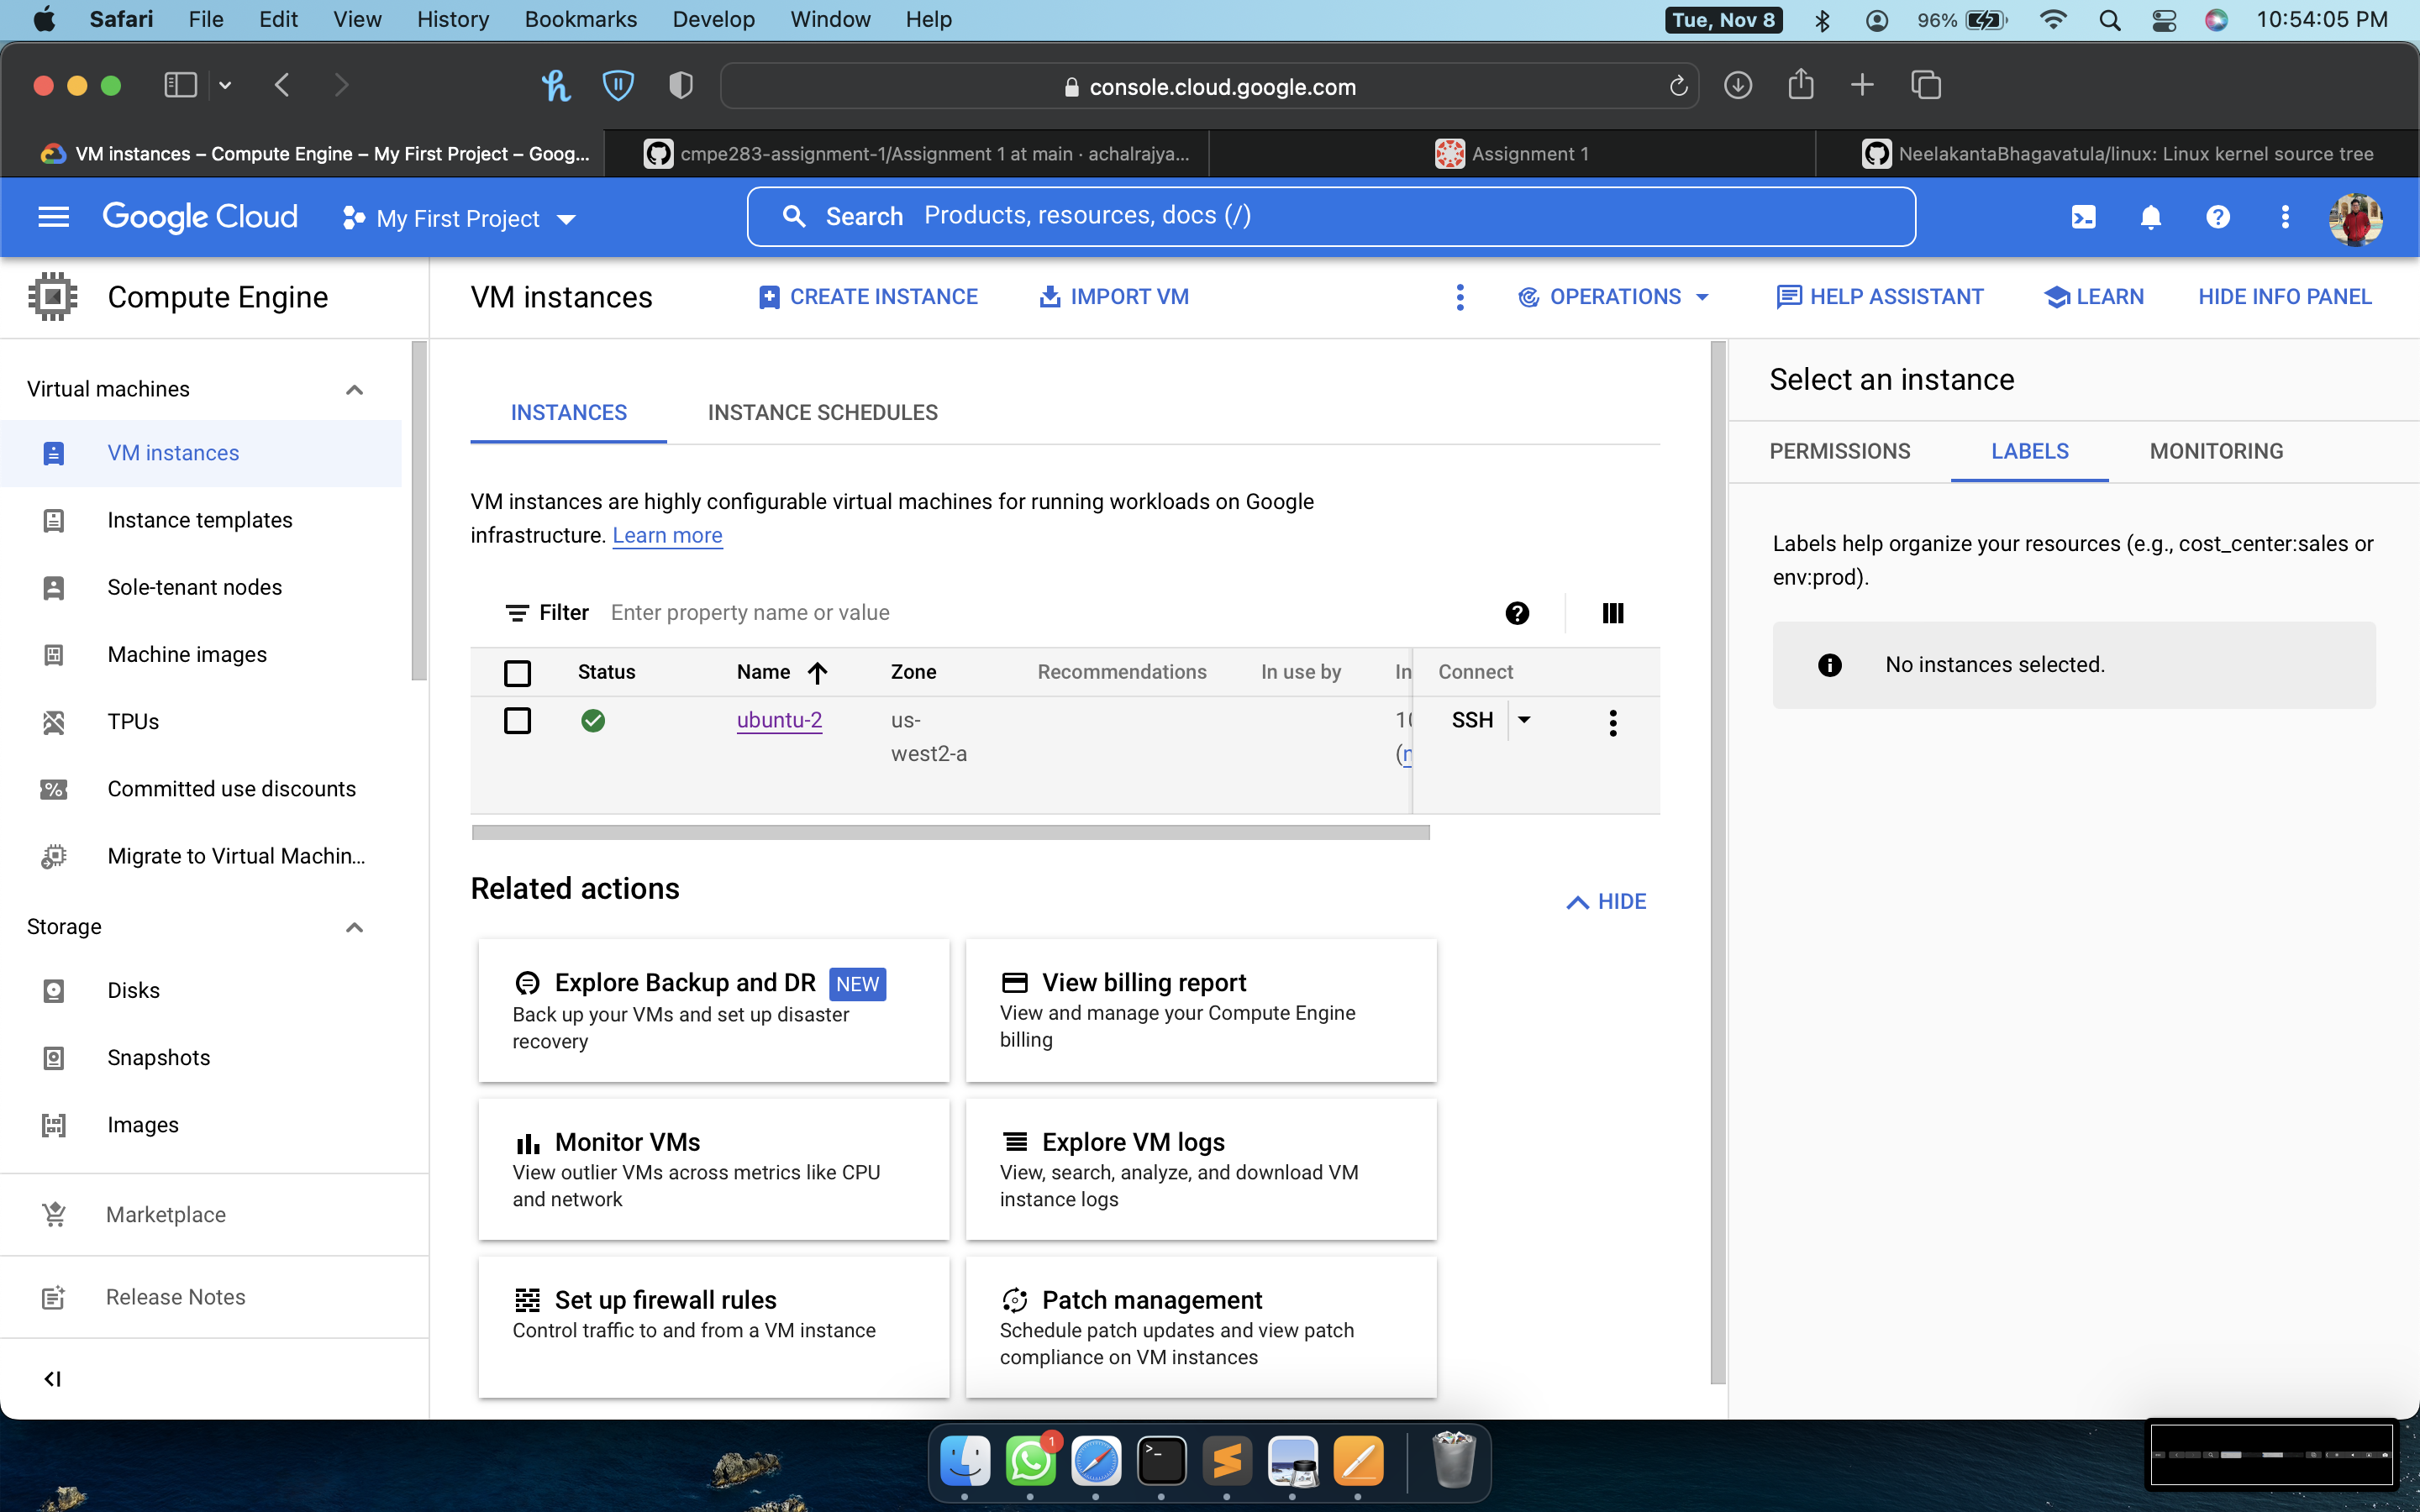 Safari File Edit View History Bookmarks Develop Window Help Tue, Nov 8 96% 10:54:05 PM
console.cloud.google.com
VM instances – Compute Engine – My First Project – Goog... cmpe283-assignment-1/Assignment 1 at main · achalrajya... Assignment 1 NeelakantaBhagavatula/linux: Linux kernel source tree
Google Cloud My First Project Search Products, resources, docs (/)
Compute Engine VM instances CREATE INSTANCE IMPORT VM OPERATIONS HELP ASSISTANT LEARN HIDE INFO PANEL
Virtual machines
VM instances
Instance templates
Sole-tenant nodes
Machine images
TPUs
Committed use discounts
Migrate to Virtual Machin...
Storage
Disks
Snapshots
Images
Marketplace
Release Notes
INSTANCES INSTANCE SCHEDULES
VM instances are highly configurable virtual machines for running workloads on Google
infrastructure. Learn more
Filter Enter property name or value
Status Name Zone Recommendations In use by In Connect
ubuntu-2 us- 10 SSH
west2-a (n
Related actions
HIDE
Explore Backup and DR NEW
Back up your VMs and set up disaster
recovery
View billing report
View and manage your Compute Engine
billing
Monitor VMs
View outlier VMs across metrics like CPU
and network
Explore VM logs
View, search, analyze, and download VM
instance logs
Set up firewall rules
Control traffic to and from a VM instance
Patch management
Schedule patch updates and view patch
compliance on VM instances
Select an instance
PERMISSIONS LABELS MONITORING
Labels help organize your resources (e.g., cost_center:sales or
env:prod).
No instances selected.
1